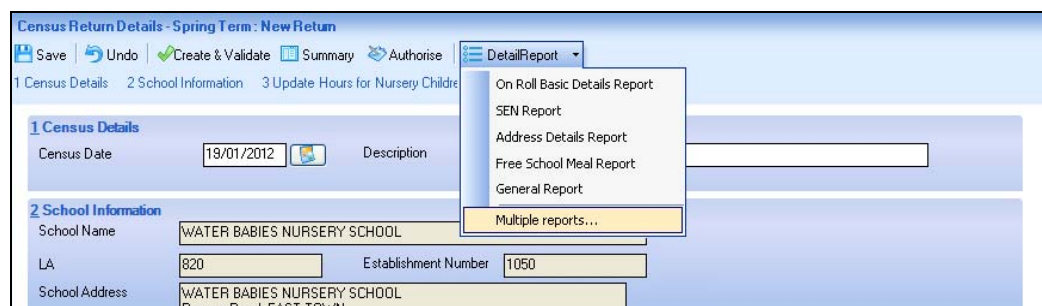 Census Return Details - Spring Term : New Return
Save Undo Create & Validate Summary Authorise DetailReport
1 Census Details 2 School Information 3 Update Hours for Nursery Childre
On Roll Basic Details Report
SEN Report
Address Details Report
Free School Meal Report
General Report
Multiple reports...
1 Census Details
Census Date 19/01/2012 Description
2 School Information
School Name WATER BABIES NURSERY SCHOOL
LA 820 Establishment Number 1050
School Address WATER BABIES NURSERY SCHOOL